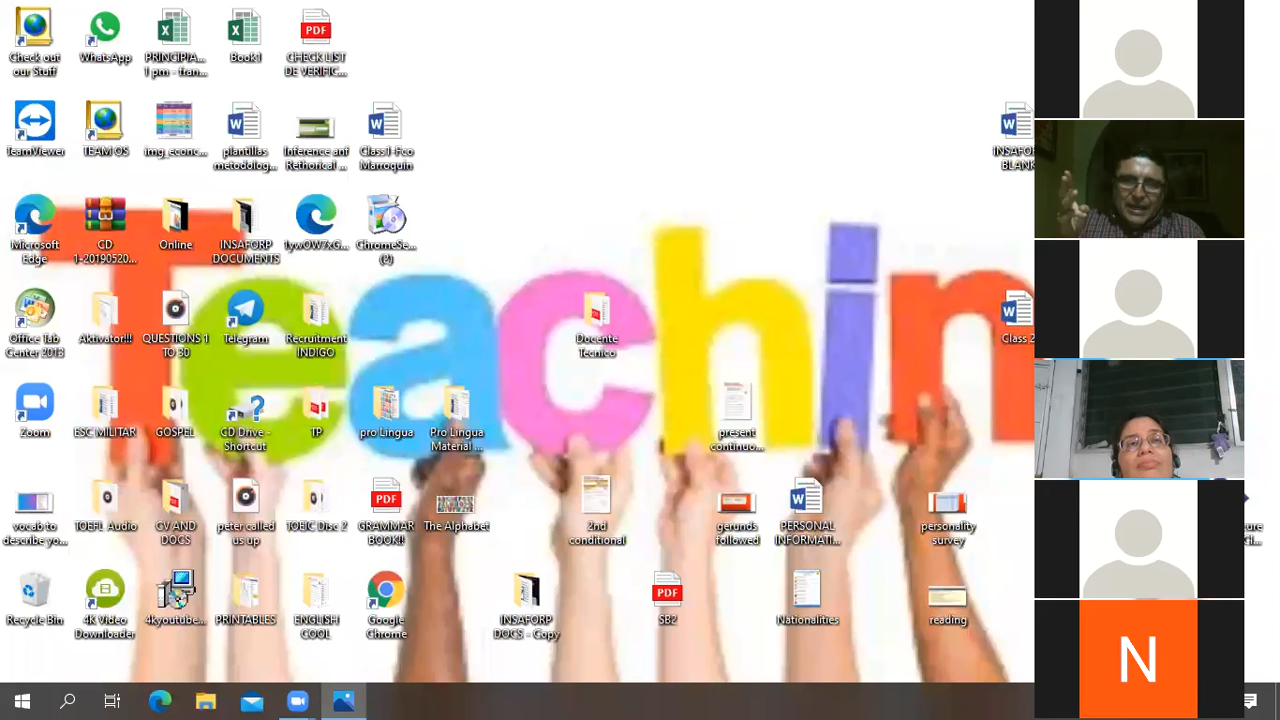 Check out
our Stuff
WhatsApp
PRINCIPIA...
1 pm - fran...
Book1
CHECK LIST
DE VERIFIC...
TeamViewer
TEAM OS
img_econc...
plantillas
metodolog...
Inference anf
Rethorical ...
Class1-Fco
Marroquin
INSAFOR
BLANK
Microsoft
Edge
CD
1-20190520...
Online
INSAFORP
DOCUMENTS
1ywOW7xG...
ChromeSe...
(2)
Teachin
Office Tab
Center 2013
Aktivator!!!
QUESTIONS 1
TO 30
Telegram
Recruitment
INDIGO
Docente
Tecnico
Class 2
Zoom
ESC MILITAR
GOSPEL
CD Drive -
Shortcut
TP
pro Lingua
Pro Lingua
Material ...
present
continuo...
vocab to
describe yo...
TOEFL Audio
CV AND
DOCS
peter called
us up
TOEIC Disc 2
GRAMMAR
BOOK!!
The Alphabet
2nd
conditional
gerunds
followed
PERSONAL
INFORMATI...
personality
survey
Recycle Bin
4K Video
Downloader
4kyoutube...
PRINTABLES
ENGLISH
COOL
Google
Chrome
INSAFORP
DOCS - Copy
PDF
SB2
Nationalities
reading
N